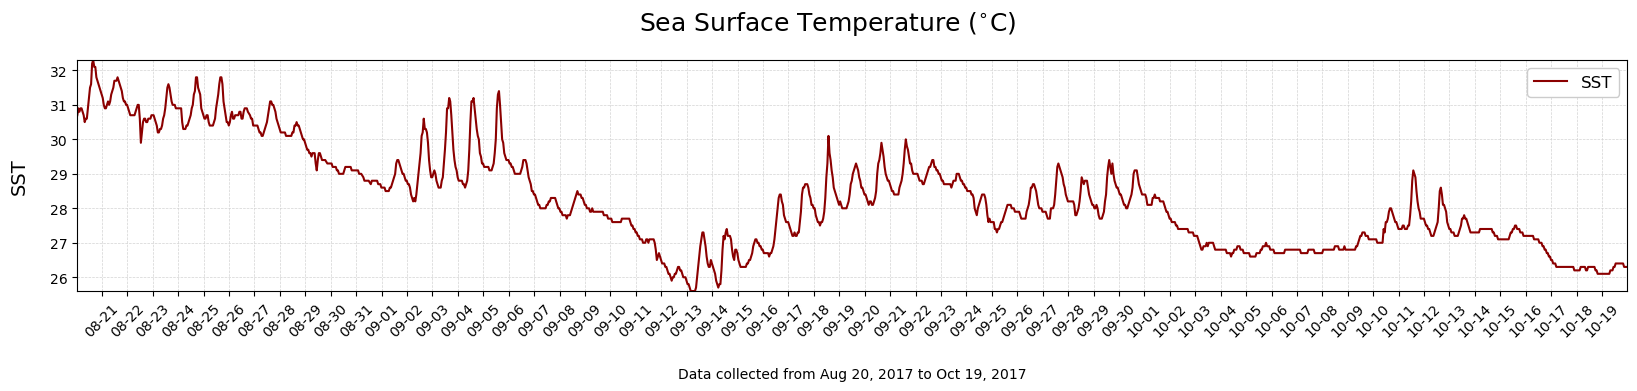 Sea Surface Temperature (°C)
SST
32
31
30
29
28
27
26
SST
08-21 08-22 08-23 08-24 08-25 08-26 08-27 08-28 08-29 08-30 08-31 09-01 09-02 09-03 09-04 09-05 09-06 09-07 09-08 09-09 09-10 09-11 09-12 09-13 09-14 09-15 09-16 09-17 09-18 09-19 09-20 09-21 09-22 09-23 09-24 09-25 09-26 09-27 09-28 09-29 09-30 10-01 10-02 10-03 10-04 10-05 10-06 10-07 10-08 10-09 10-10 10-11 10-12 10-13 10-14 10-15 10-16 10-17 10-18 10-19
Data collected from Aug 20, 2017 to Oct 19, 2017